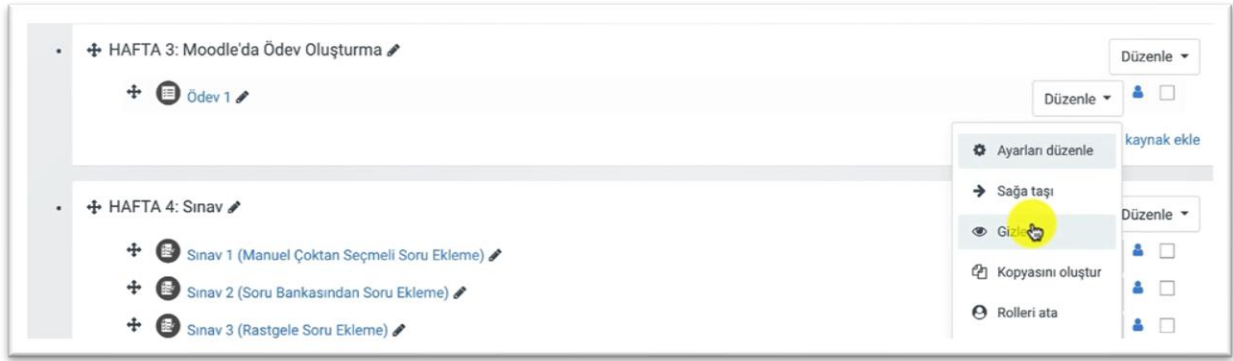 HAFTA 3: Moodle'da Ödev Oluşturma
Düzenle
Ödev 1
Düzenle
Ayarları düzenle
kaynak ekle
Sağa taşı
HAFTA 4: Sınav
Düzenle
Gizle
Sınav 1 (Manuel Çoktan Seçmeli Soru Ekleme)
Kopyasını oluştur
Sınav 2 (Soru Bankasından Soru Ekleme)
Rolleri ata
Sınav 3 (Rastgele Soru Ekleme)